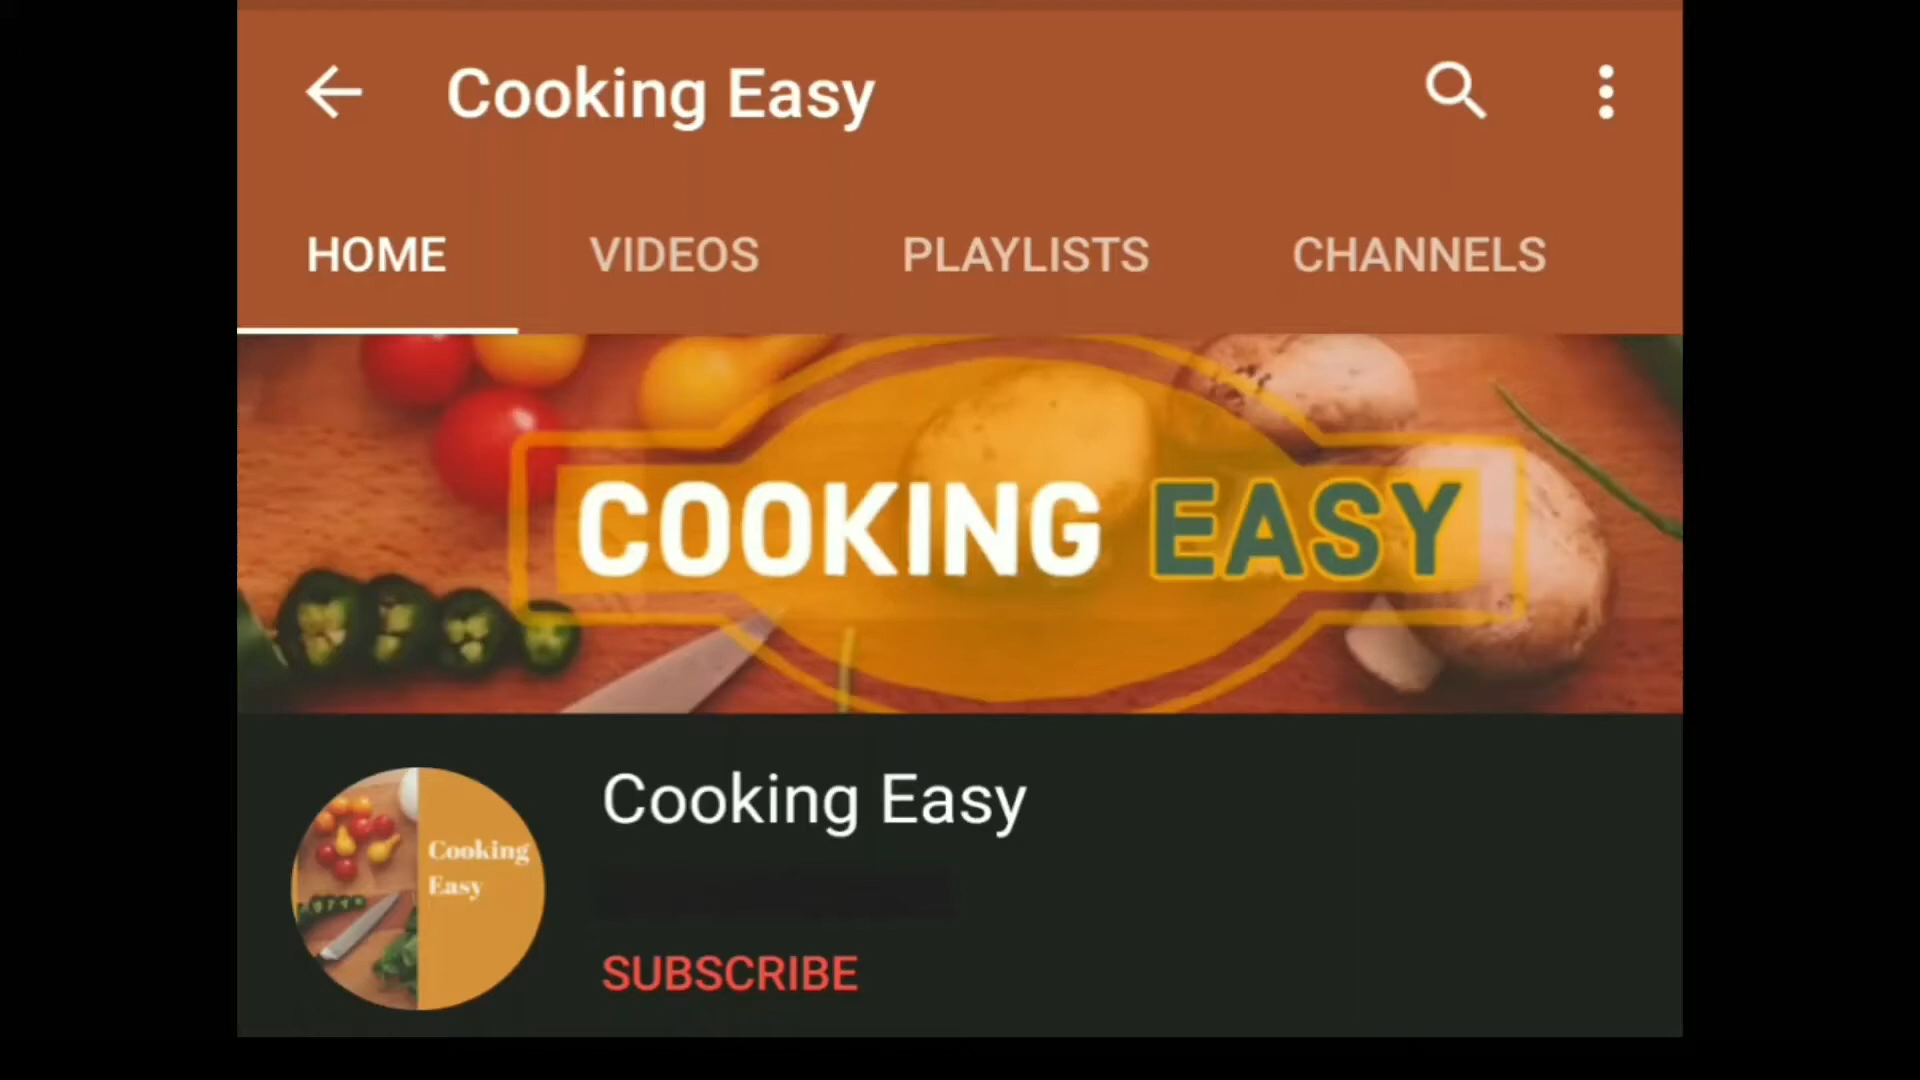 Cooking Easy
HOME VIDEOS PLAYLISTS CHANNELS
COOKING EASY
Cooking Easy
Cooking
Easy
SUBSCRIBE